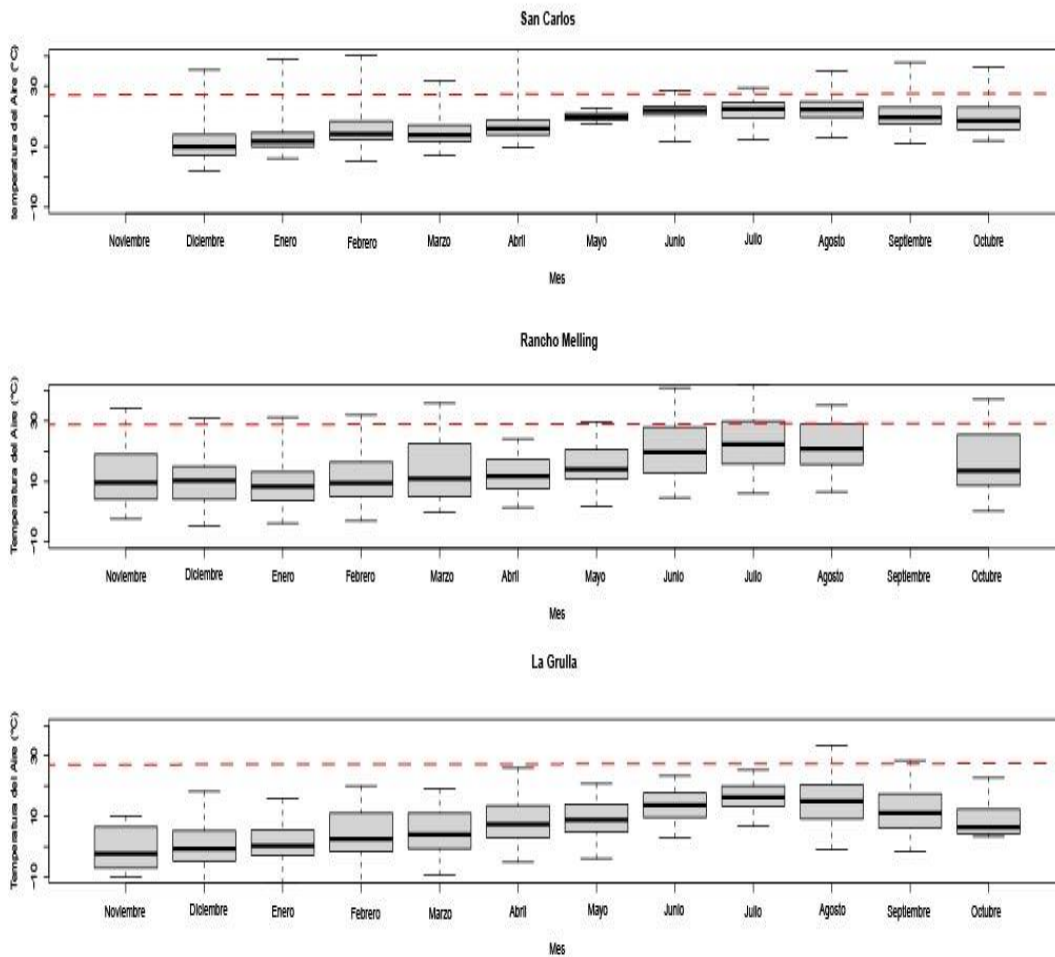 San Carlos
temperatura del Aire (°C)
30
10
−10
Noviembre Diciembre Enero Febrero Marzo Abril Mayo Junio Julio Agosto Septiembre Octubre
Mes
Rancho Melling
Temperatura del Aire (°C)
30
10
−10
Noviembre Diciembre Enero Febrero Marzo Abril Mayo Junio Julio Agosto Septiembre Octubre
Mes
La Grulla
Temperatura del Aire (°C)
30
10
−10
Noviembre Diciembre Enero Febrero Marzo Abril Mayo Junio Julio Agosto Septiembre Octubre
Mes